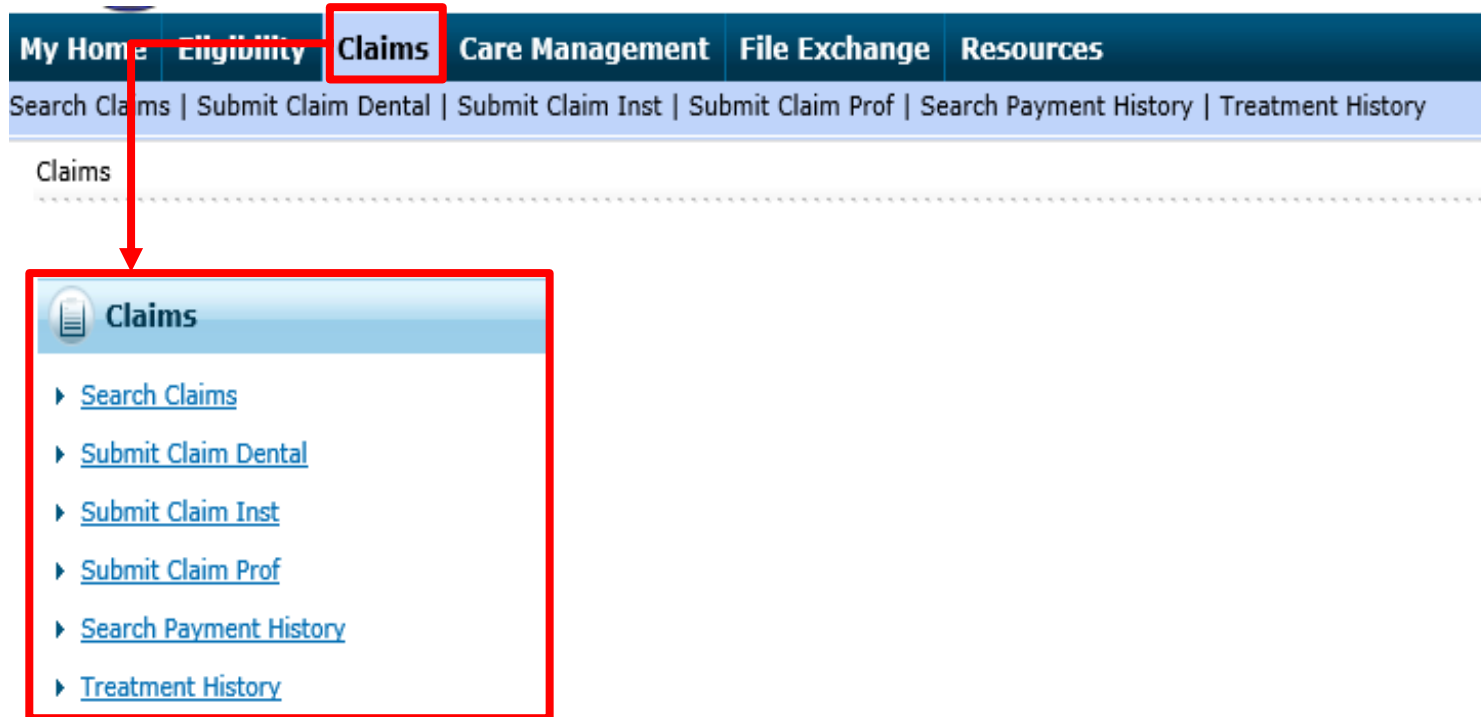 My Home Eligibility Claims Care Management File Exchange Resources
Search Claims | Submit Claim Dental | Submit Claim Inst | Submit Claim Prof | Search Payment History | Treatment History
Claims
Claims
Search Claims
Submit Claim Dental
Submit Claim Inst
Submit Claim Prof
Search Payment History
Treatment History